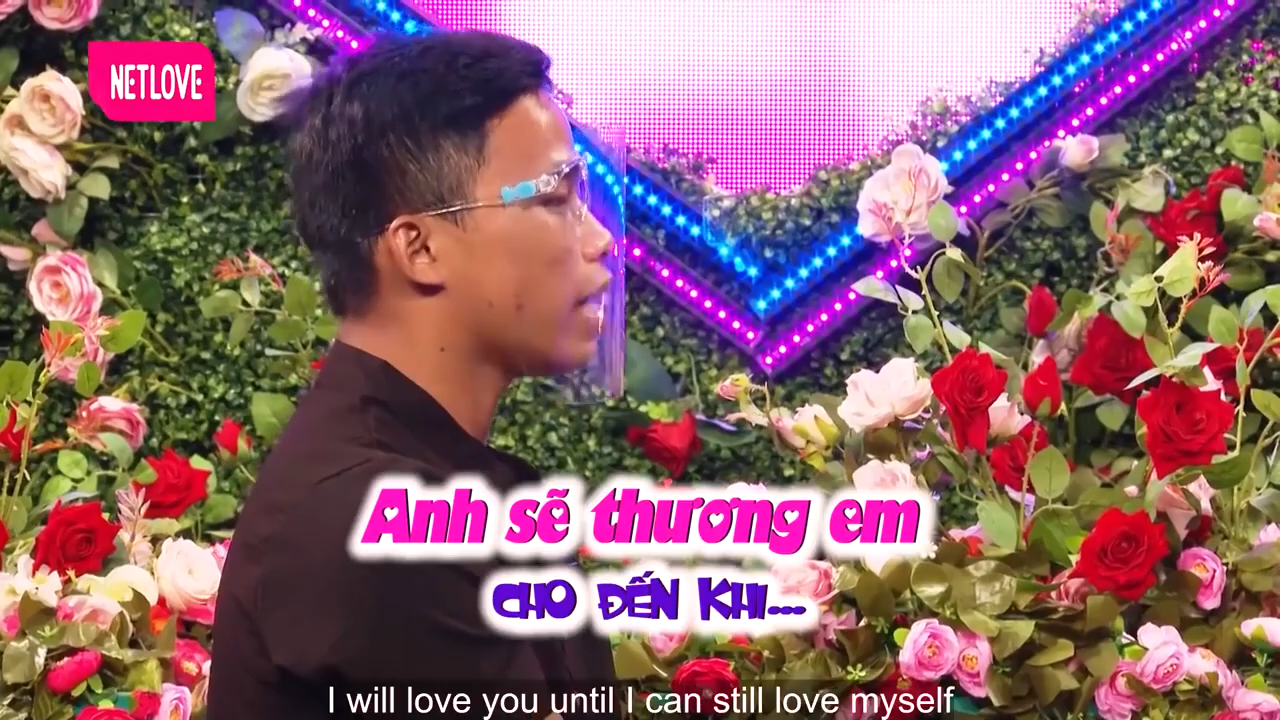 NETLOVE
Anh sẽ thương em
CHO ĐẾN KHI...
I will love you until I can still love myself